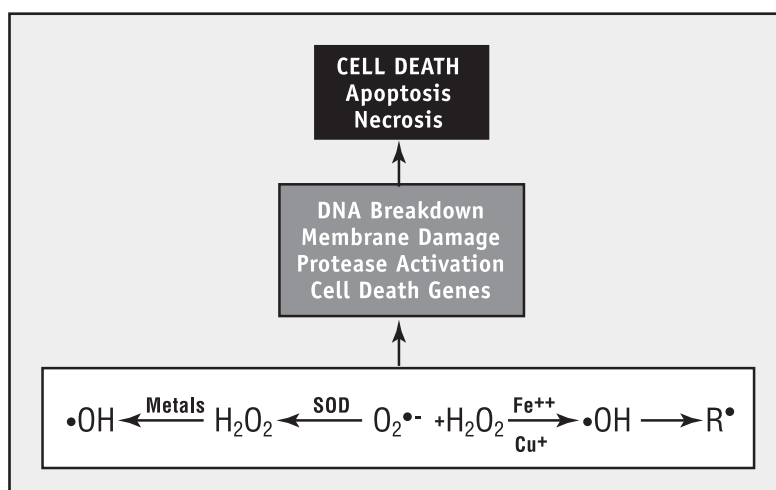 CELL DEATH
Apoptosis
Necrosis
DNA Breakdown
Membrane Damage
Protease Activation
Cell Death Genes
•OH Metals H₂O₂ SOD O₂•- +H₂O₂ Fe++ Cu+ •OH R•